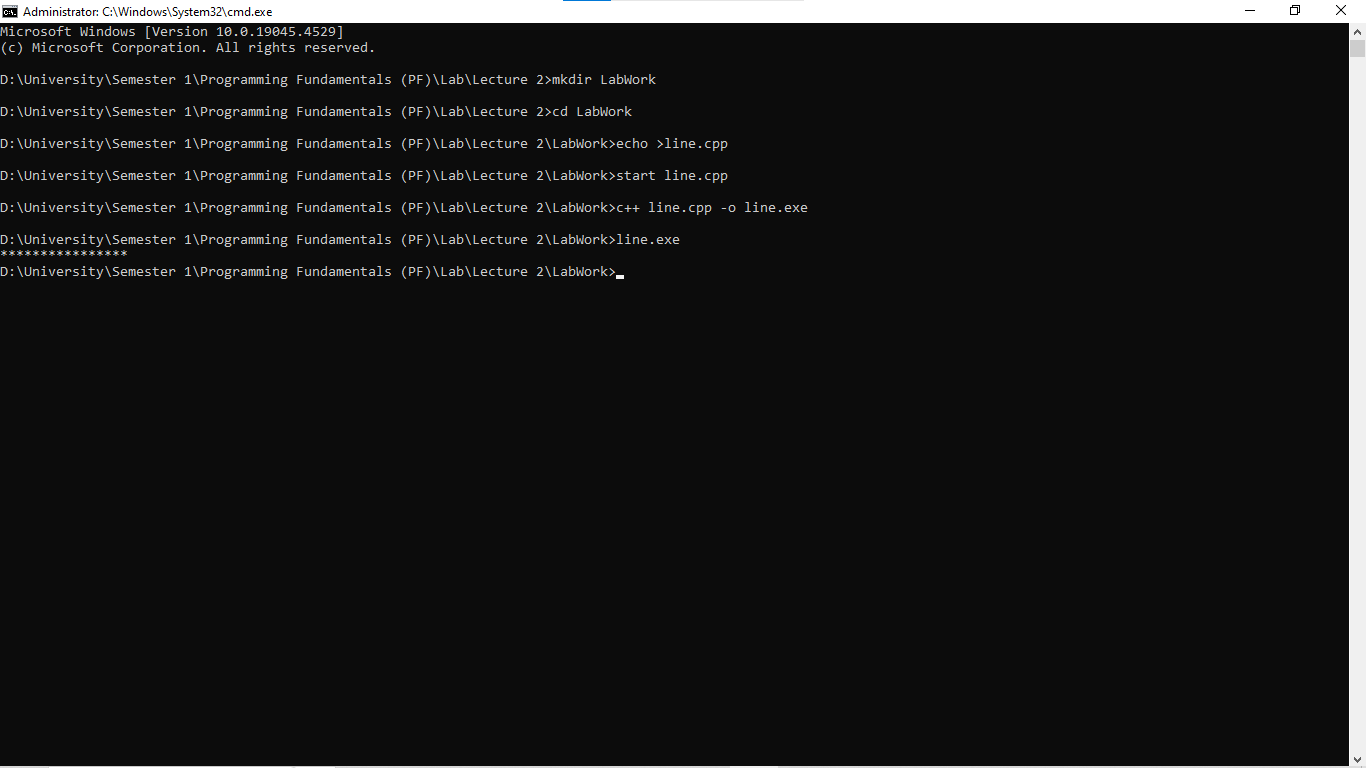 Administrator: C:\Windows\System32\cmd.exe
Microsoft Windows [Version 10.0.19045.4529]
(c) Microsoft Corporation. All rights reserved.
D:\University\Semester 1\Programming Fundamentals (PF)\Lab\Lecture 2>mkdir LabWork
D:\University\Semester 1\Programming Fundamentals (PF)\Lab\Lecture 2>cd LabWork
D:\University\Semester 1\Programming Fundamentals (PF)\Lab\Lecture 2\LabWork>echo >line.cpp
D:\University\Semester 1\Programming Fundamentals (PF)\Lab\Lecture 2\LabWork>start line.cpp
D:\University\Semester 1\Programming Fundamentals (PF)\Lab\Lecture 2\LabWork>c++ line.cpp -o line.exe
D:\University\Semester 1\Programming Fundamentals (PF)\Lab\Lecture 2\LabWork>line.exe
****************
D:\University\Semester 1\Programming Fundamentals (PF)\Lab\Lecture 2\LabWork>